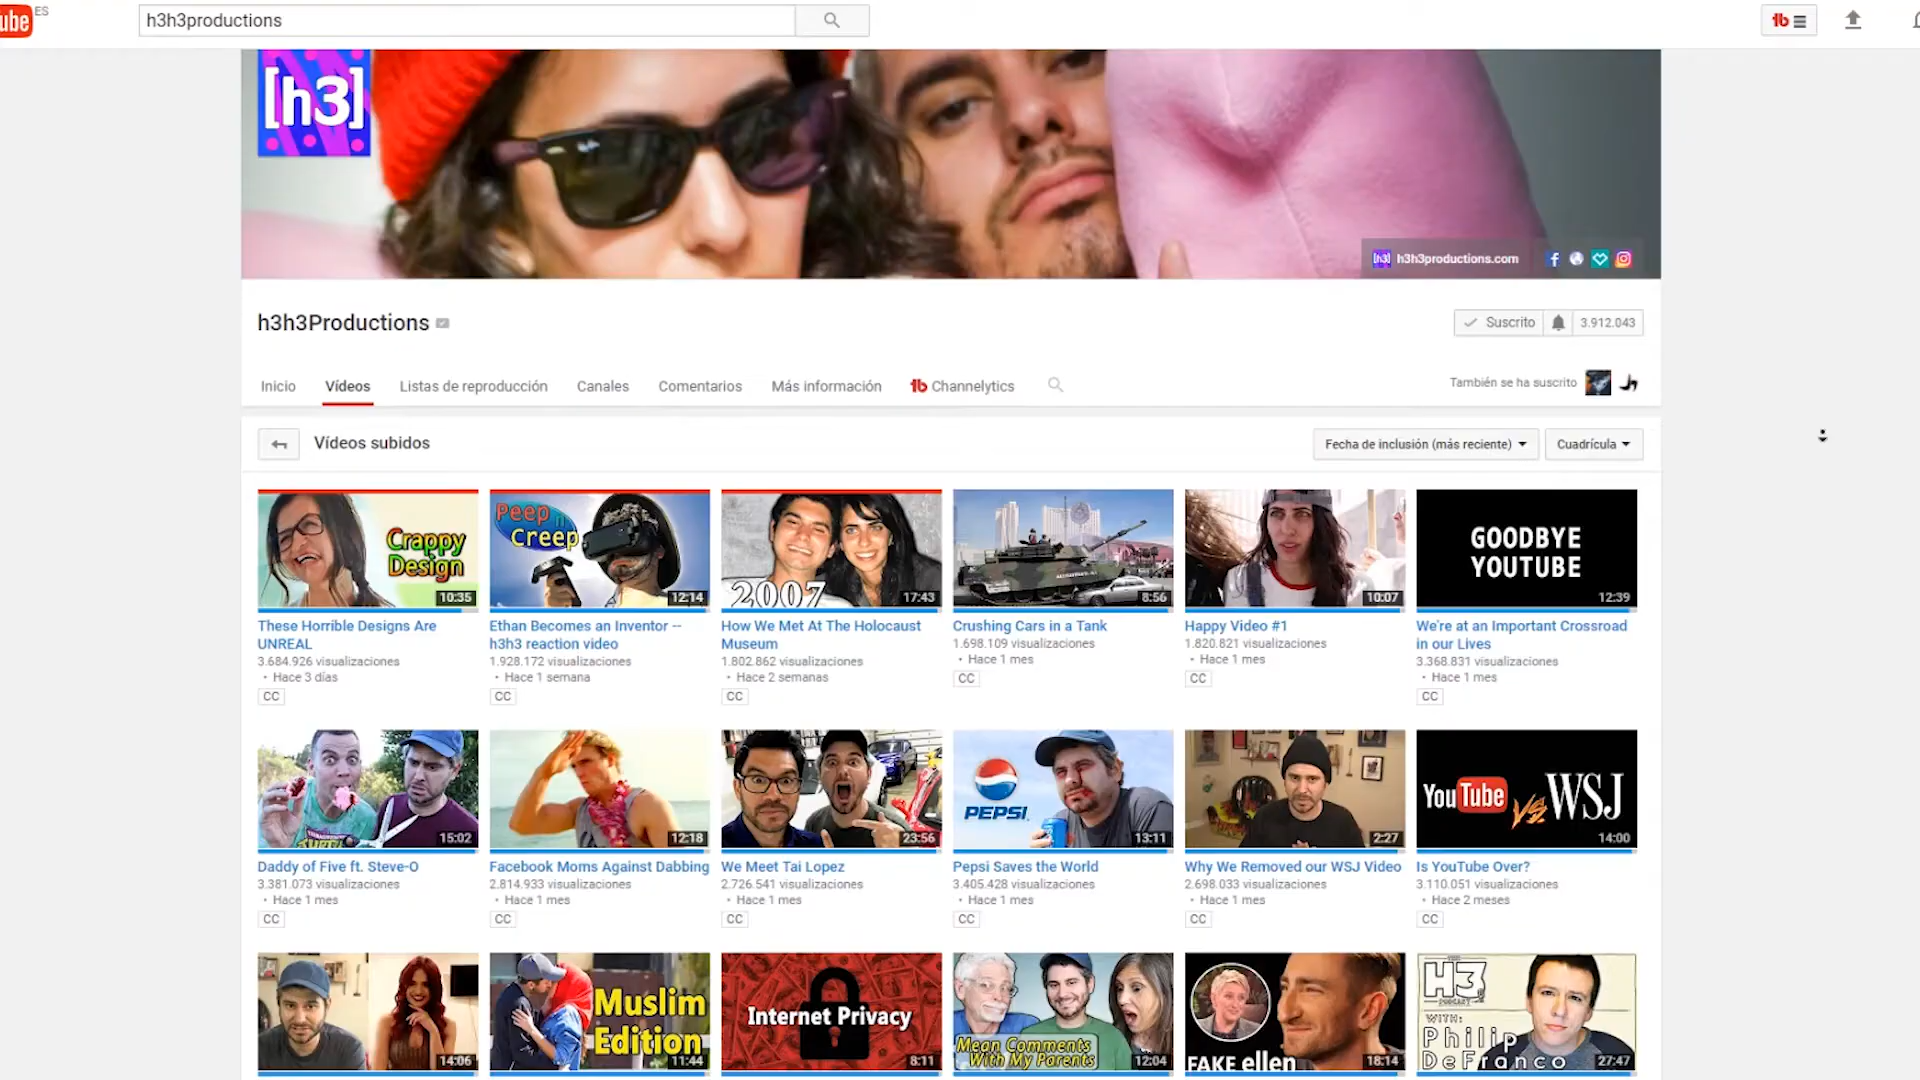 ube ES
h3h3productions
[h3]
[h3] h3h3productions.com
h3h3Productions
Suscrito 3.912.043
Inicio Vídeos Listas de reproducción Canales Comentarios Más información Channelytics
También se ha suscrito
Vídeos subidos
Fecha de inclusión (más reciente) Cuadrícula
Crappy
Design
10:35
Peep n
Creep
12:14
2007
17:43
8:56
10:07
GOODBYE
YOUTUBE
12:39
These Horrible Designs Are
UNREAL
3.684.926 visualizaciones
• Hace 3 días
CC
Ethan Becomes an Inventor --
h3h3 reaction video
1.928.172 visualizaciones
• Hace 1 semana
CC
How We Met At The Holocaust
Museum
1.802.862 visualizaciones
• Hace 2 semanas
CC
Crushing Cars in a Tank
1.698.109 visualizaciones
• Hace 1 mes
CC
Happy Video #1
1.820.821 visualizaciones
• Hace 1 mes
CC
We're at an Important Crossroad
in our Lives
3.368.831 visualizaciones
• Hace 1 mes
CC
15:02
12:18
23:56
PEPSI
13:11
2:27
YouTube vs WSJ
14:00
Daddy of Five ft. Steve-O
3.381.073 visualizaciones
• Hace 1 mes
CC
Facebook Moms Against Dabbing
2.814.933 visualizaciones
• Hace 1 mes
CC
We Meet Tai Lopez
2.726.541 visualizaciones
• Hace 1 mes
CC
Pepsi Saves the World
3.405.428 visualizaciones
• Hace 1 mes
CC
Why We Removed our WSJ Video
2.698.033 visualizaciones
• Hace 1 mes
CC
Is YouTube Over?
3.110.051 visualizaciones
• Hace 2 meses
CC
14:06
Muslim
Edition
11:44
Internet Privacy
8:11
Mean Comments
With My Parents
12:04
FAKE ellen
18:14
H3
PODCAST
WITH:
Philip
DeFranco
27:47